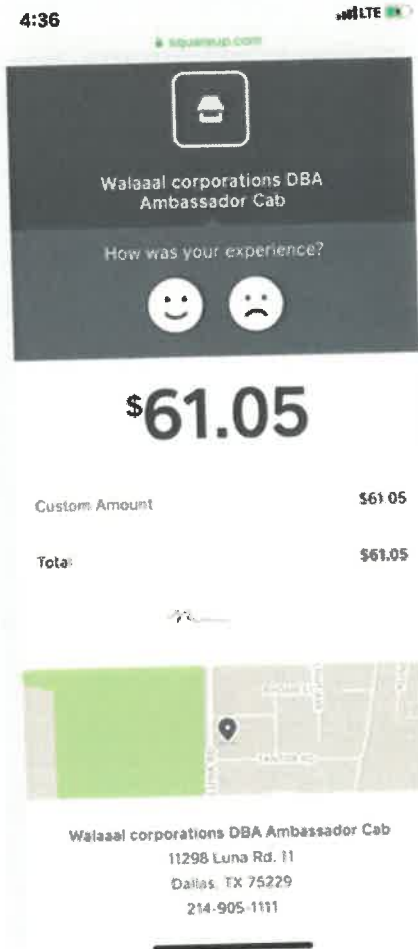 4:36
LTE
squareup.com
Walaaal corporations DBA
Ambassador Cab
How was your experience?
$61.05
Custom Amount
$61.05
Total
$61.05
LUNA RD
Walaaal corporations DBA Ambassador Cab
11298 Luna Rd. 11
Dallas, TX 75229
214-905-1111